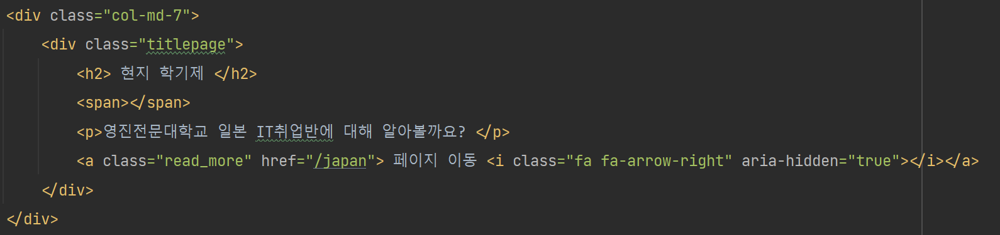 <div class="col-md-7">
<div class="titlepage">
<h2> 현지 학기제 </h2>
<span></span>
<p>영진전문대학교 일본 IT취업반에 대해 알아볼까요? </p>
<a class="read_more" href="/japan"> 페이지 이동 <i class="fa fa-arrow-right" aria-hidden="true"></i></a>
</div>
</div>